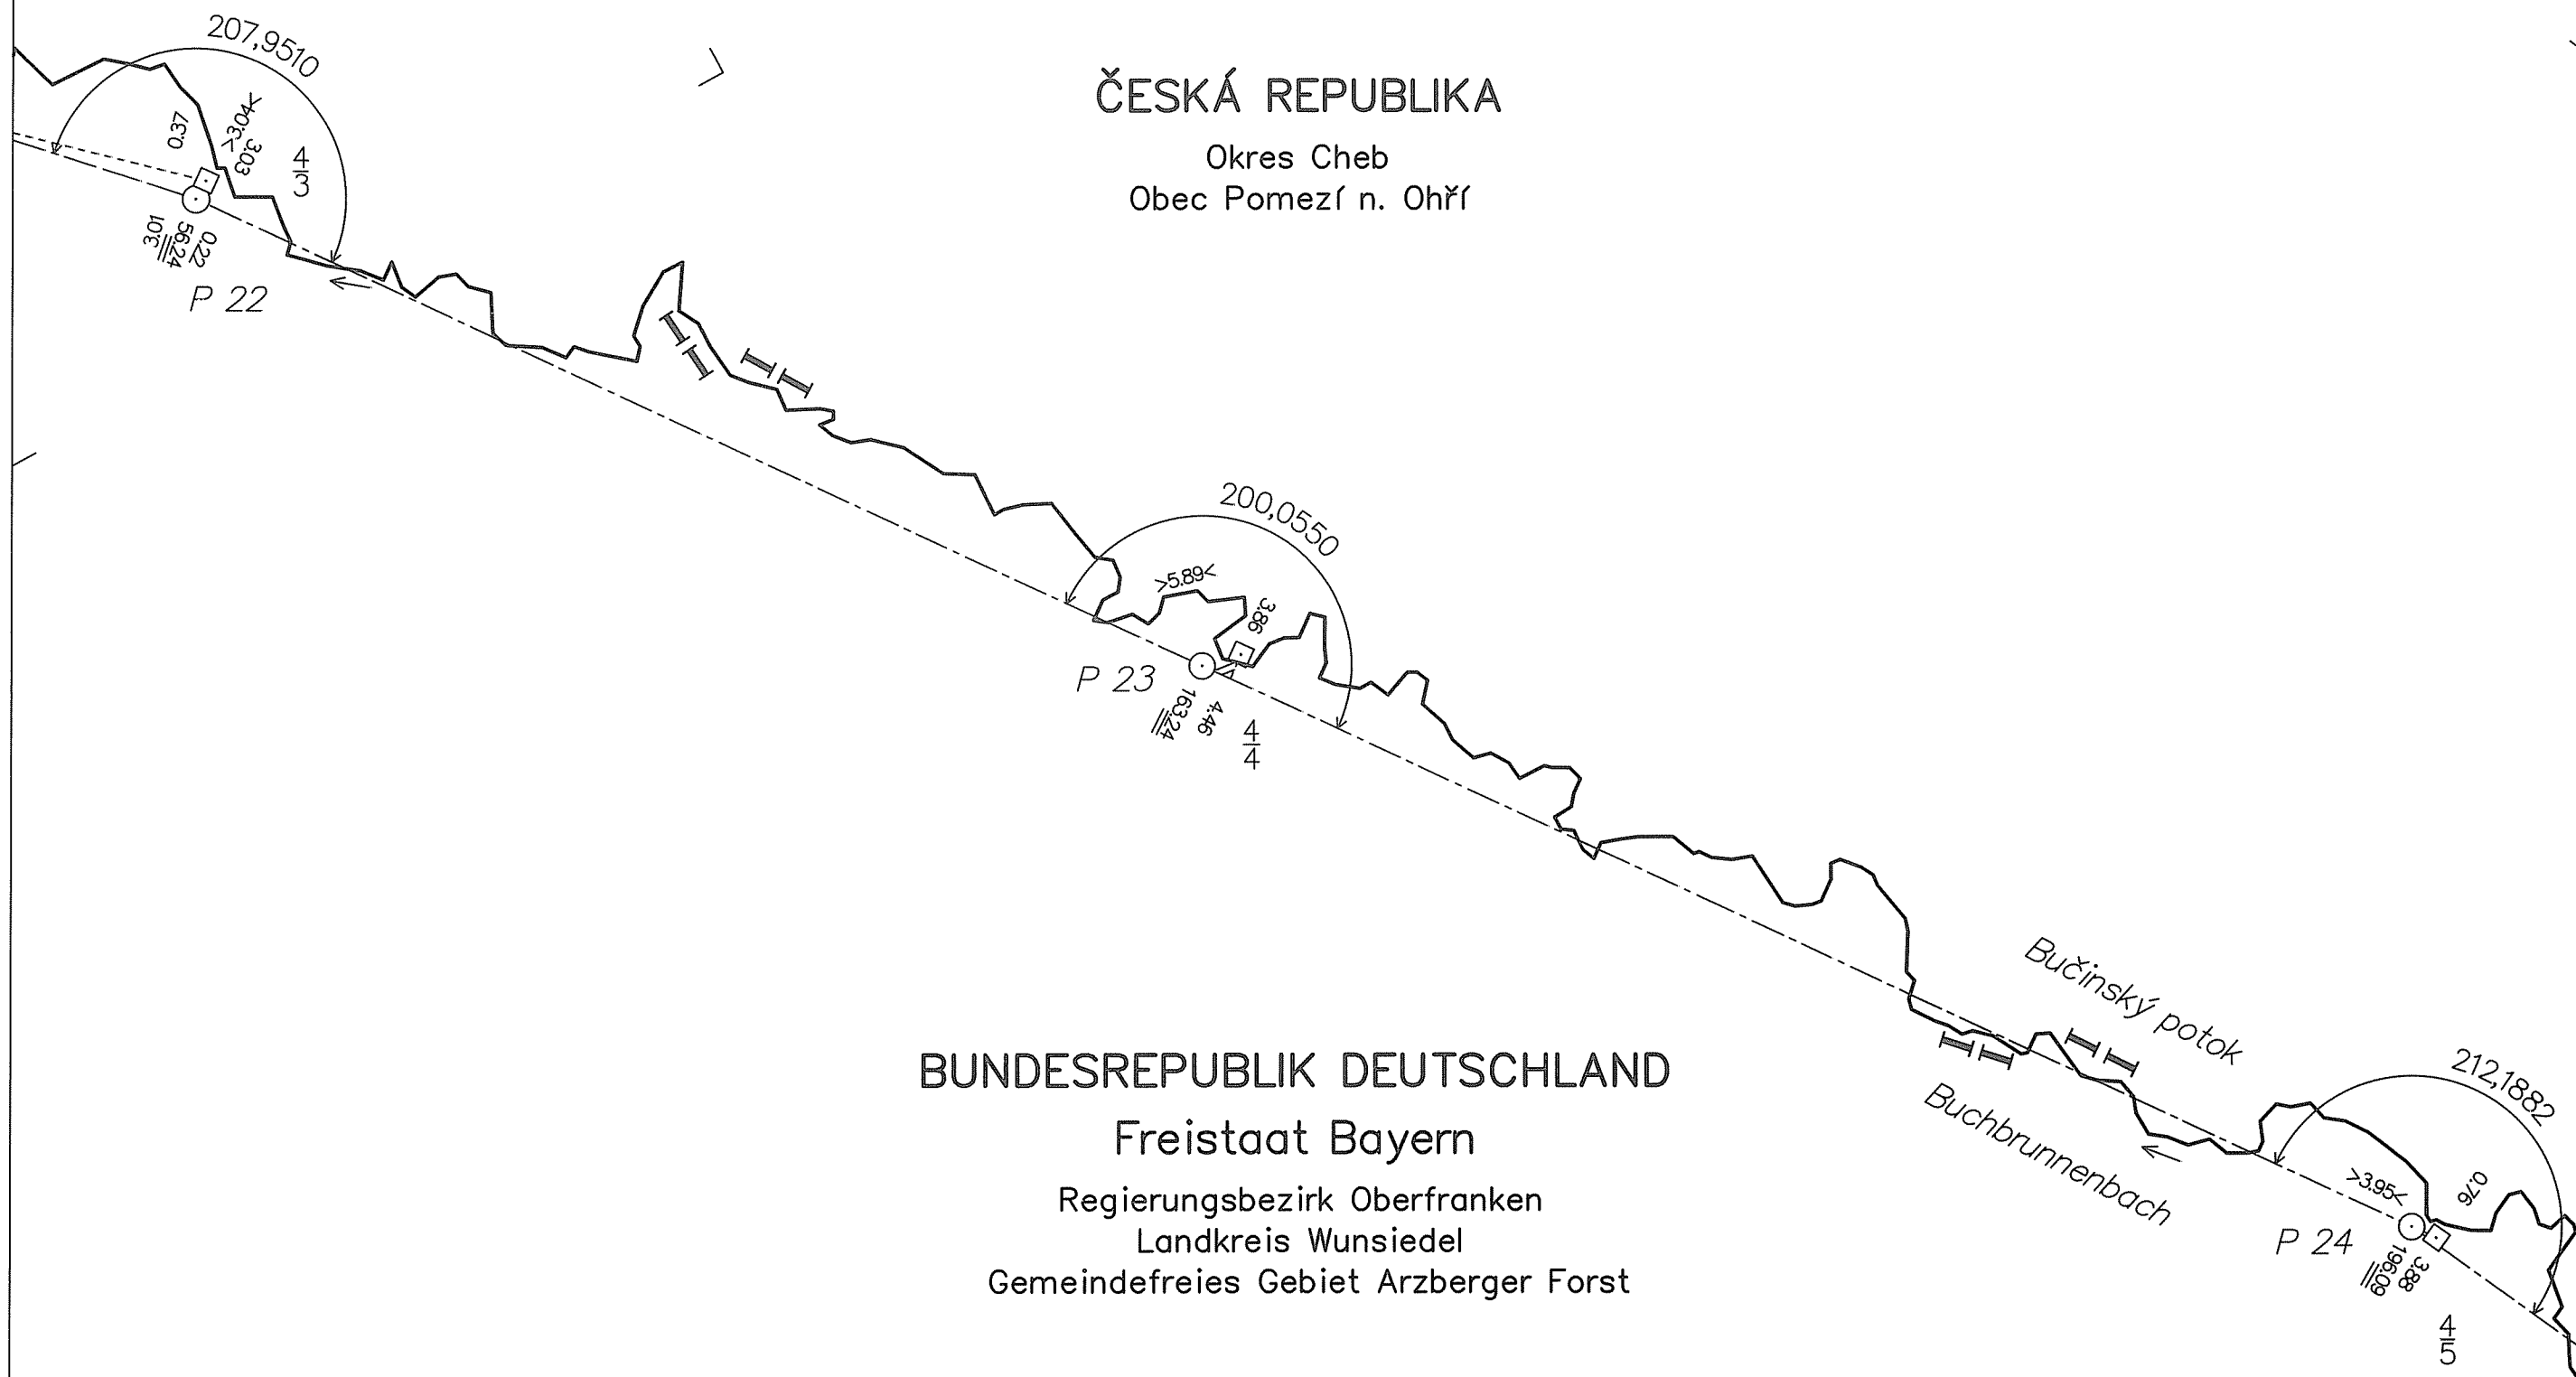 207,9510
ČESKÁ REPUBLIKA
Okres Cheb
Obec Pomezí n. Ohří
0.37
>3.04<
3.03
4
3
0.22
56.24
3.01
P 22
200,0550
>5.89<
3.86
P 23
4.46
163.24
4
4
Bučinský potok
Buchbrunnenbach
BUNDESREPUBLIK DEUTSCHLAND
Freistaat Bayern
Regierungsbezirk Oberfranken
Landkreis Wunsiedel
Gemeindefreies Gebiet Arzberger Forst
212,1882
>3.95<
0.76
P 24
3.88
196.09
4
5